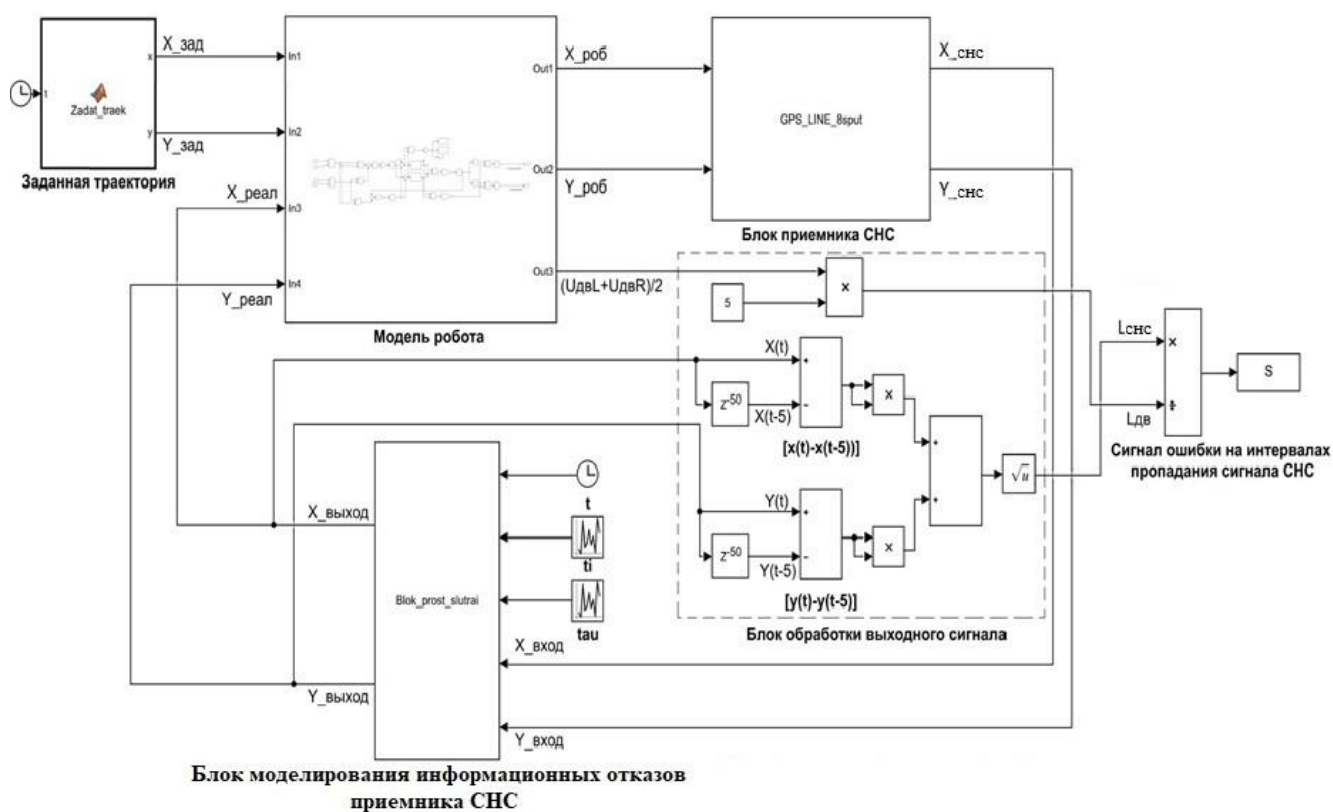 X_зад
x
t
Zadat_traek
y
Y_зад
Заданная траектория
X_реал
Y_реал
In1
In2
In3
In4
Out1
Out2
Out3
Модель робота
X_роб
Y_роб
(UдвL+UдвR)/2
GPS_LINE_8sput
Блок приемника СНС
X_снс
Y_снс
5
×
X(t)
+
−
z-50
X(t-5)
×
[x(t)-x(t-5))]
Y(t)
+
−
z-50
Y(t-5)
×
[y(t)-y(t-5)]
+
+
√u
Блок обработки выходного сигнала
Lснс
×
÷
Lдв
S
Сигнал ошибки на интервалах
пропадания сигнала СНС
X_выход
Y_выход
Blok_prost_slutrai
t
ti
tau
X_вход
Y_вход
Блок моделирования информационных отказов
приемника СНС